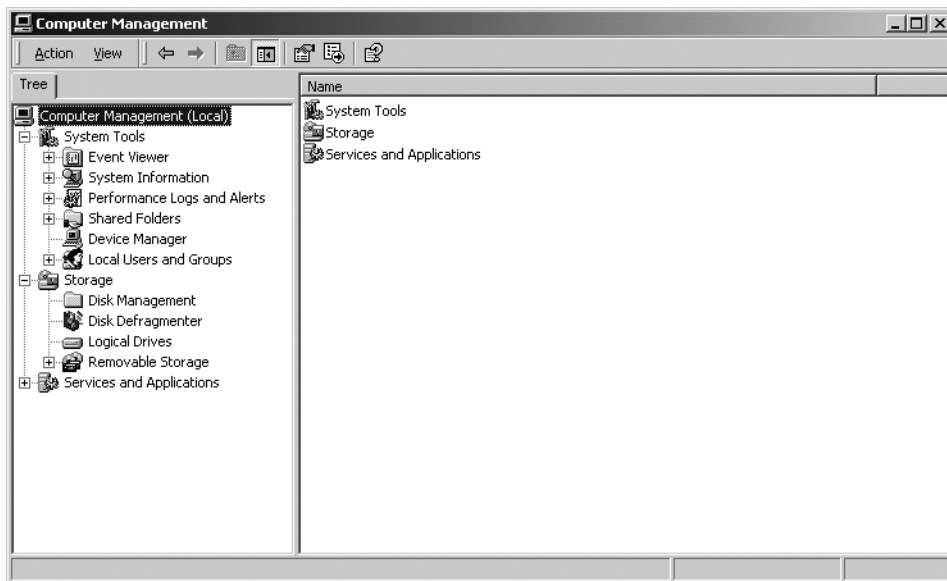 Computer Management
Action View
Tree
Name
Computer Management (Local)
System Tools
Event Viewer
System Information
Performance Logs and Alerts
Shared Folders
Device Manager
Local Users and Groups
Storage
Disk Management
Disk Defragmenter
Logical Drives
Removable Storage
Services and Applications
System Tools
Storage
Services and Applications